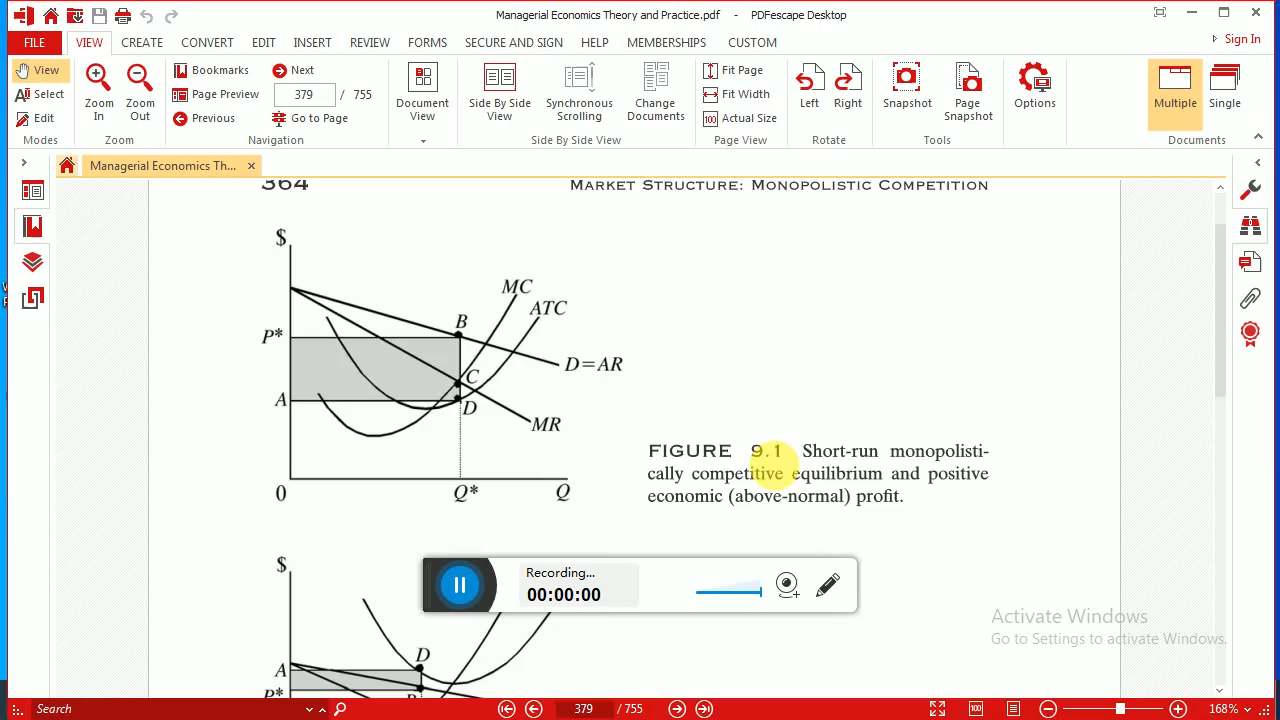 Managerial Economics Theory and Practice.pdf - PDFescape Desktop
FILE VIEW CREATE CONVERT EDIT INSERT REVIEW FORMS SECURE AND SIGN HELP MEMBERSHIPS CUSTOM
Sign In
View
Select
Edit
Modes
Zoom In
Zoom Out
Zoom
Bookmarks
Page Preview
Previous
Next
379 755
Go to Page
Navigation
Document View
Side By Side View
Synchronous Scrolling
Change Documents
Side By Side View
Fit Page
Fit Width
100 Actual Size
Page View
Left
Right
Rotate
Snapshot
Page Snapshot
Tools
Options
Multiple
Single
Documents
Managerial Economics Th... ×
364 MARKET STRUCTURE: MONOPOLISTIC COMPETITION
$
MC
ATC
B
P*
D=AR
C
A
D
MR
0
Q*
Q
FIGURE 9.1 Short-run monopolisti-
cally competitive equilibrium and positive
economic (above-normal) profit.
$
D
A
P*
Recording...
00:00:00
Activate Windows
Go to Settings to activate Windows.
Search
379 / 755
100
168%